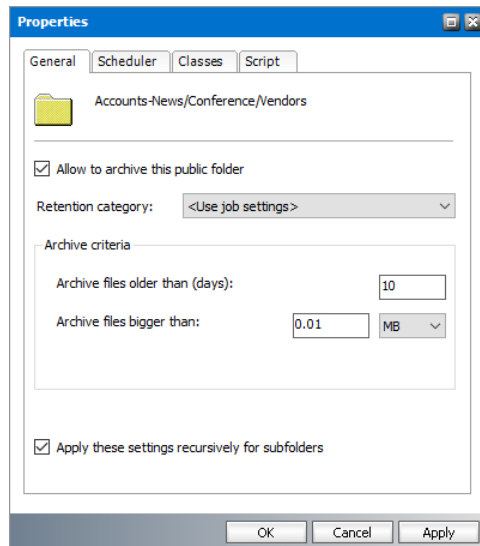 Properties
General Scheduler Classes Script
Accounts-News/Conference/Vendors
Allow to archive this public folder
Retention category: <Use job settings>
Archive criteria
Archive files older than (days): 10
Archive files bigger than: 0.01 MB
Apply these settings recursively for subfolders
OK Cancel Apply